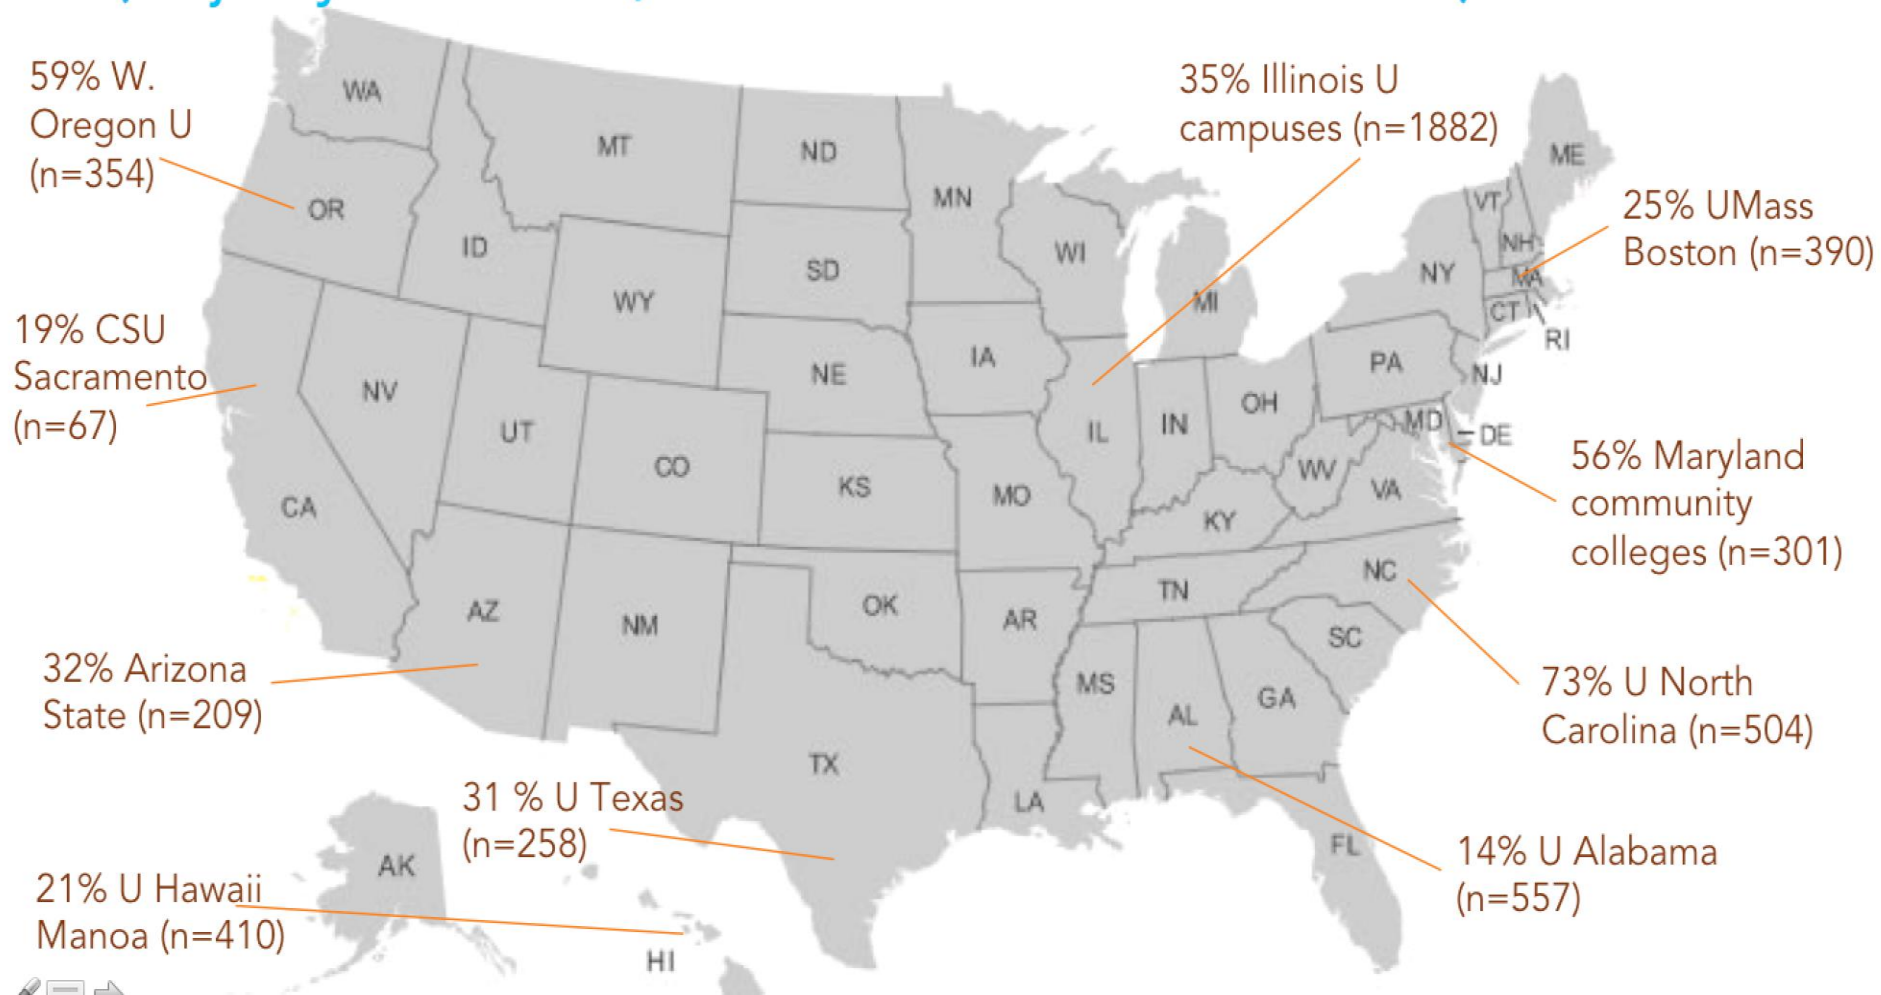 59% W.
Oregon U
(n=354)
19% CSU
Sacramento
(n=67)
32% Arizona
State (n=209)
31 % U Texas
(n=258)
21% U Hawaii
Manoa (n=410)
35% Illinois U
campuses (n=1882)
25% UMass
Boston (n=390)
56% Maryland
community
colleges (n=301)
73% U North
Carolina (n=504)
14% U Alabama
(n=557)
WA
MT
ND
MN
ME
OR
ID
SD
WI
VT
NH
NY
MA
WY
MI
CT
RI
IA
NE
PA
NJ
NV
UT
CO
KS
MO
IL
IN
OH
MD
DE
WV
VA
KY
CA
AZ
NM
OK
AR
TN
NC
SC
MS
AL
GA
TX
LA
FL
AK
HI